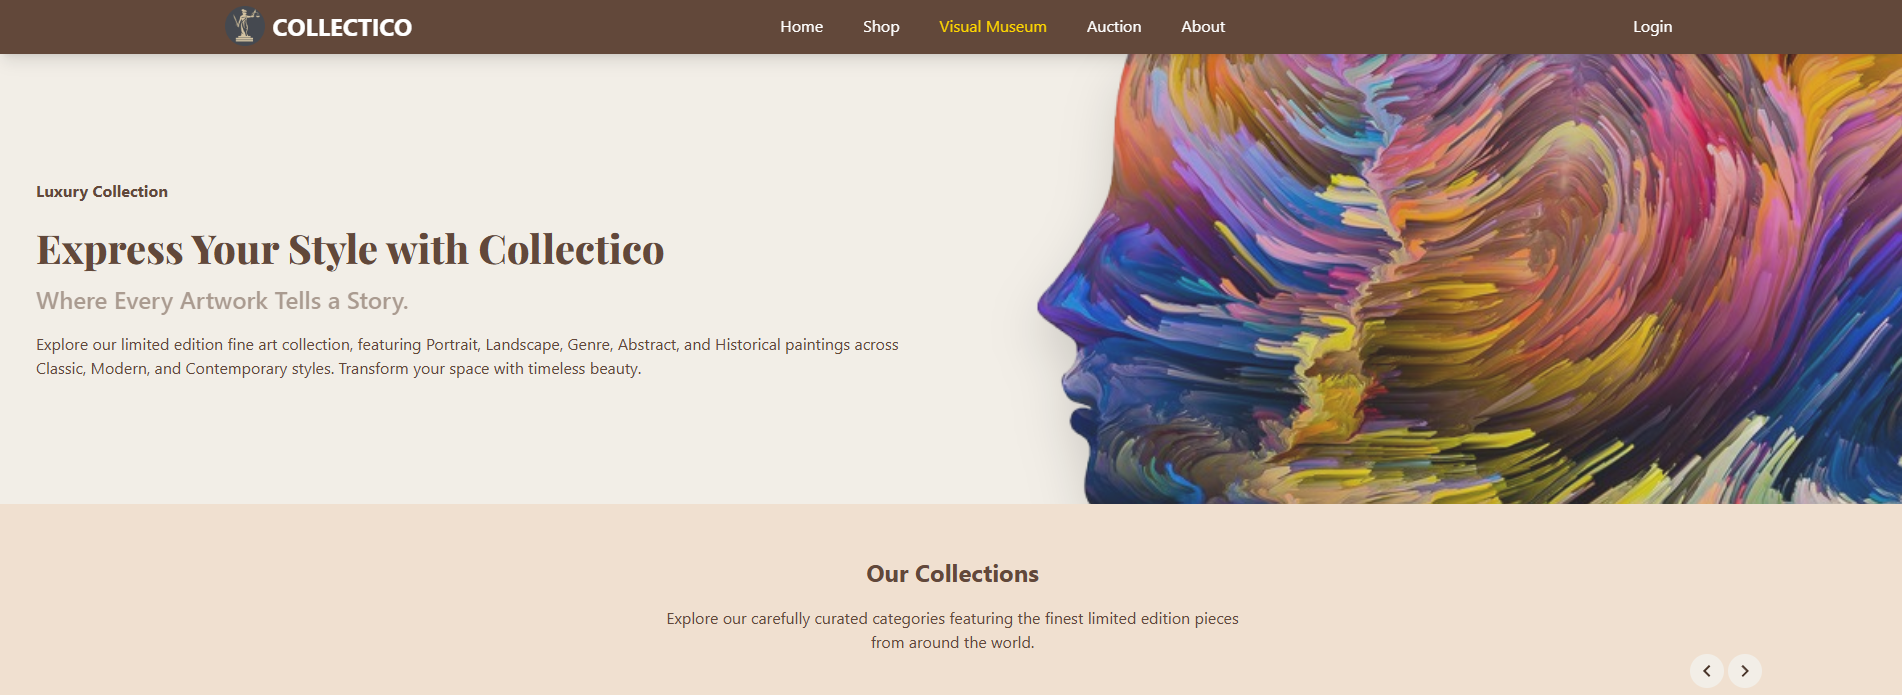 COLLECTICO
Home
Shop
Visual Museum
Auction
About
Login
Luxury Collection
Express Your Style with Collectico
Where Every Artwork Tells a Story.
Explore our limited edition fine art collection, featuring Portrait, Landscape, Genre, Abstract, and Historical paintings across
Classic, Modern, and Contemporary styles. Transform your space with timeless beauty.
Our Collections
Explore our carefully curated categories featuring the finest limited edition pieces
from around the world.